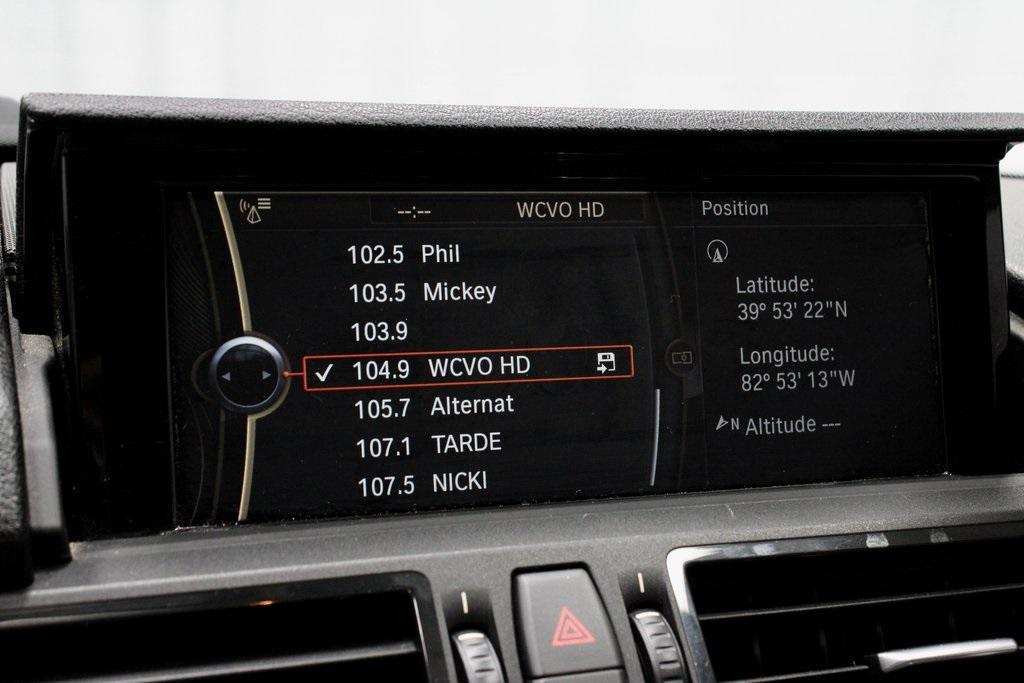 --:-- WCVO HD
102.5 Phil
103.5 Mickey
103.9
104.9 WCVO HD
105.7 Alternat
107.1 TARDE
107.5 NICKI
Position
Latitude:
39° 53' 22"N
Longitude:
82° 53' 13"W
N Altitude ---